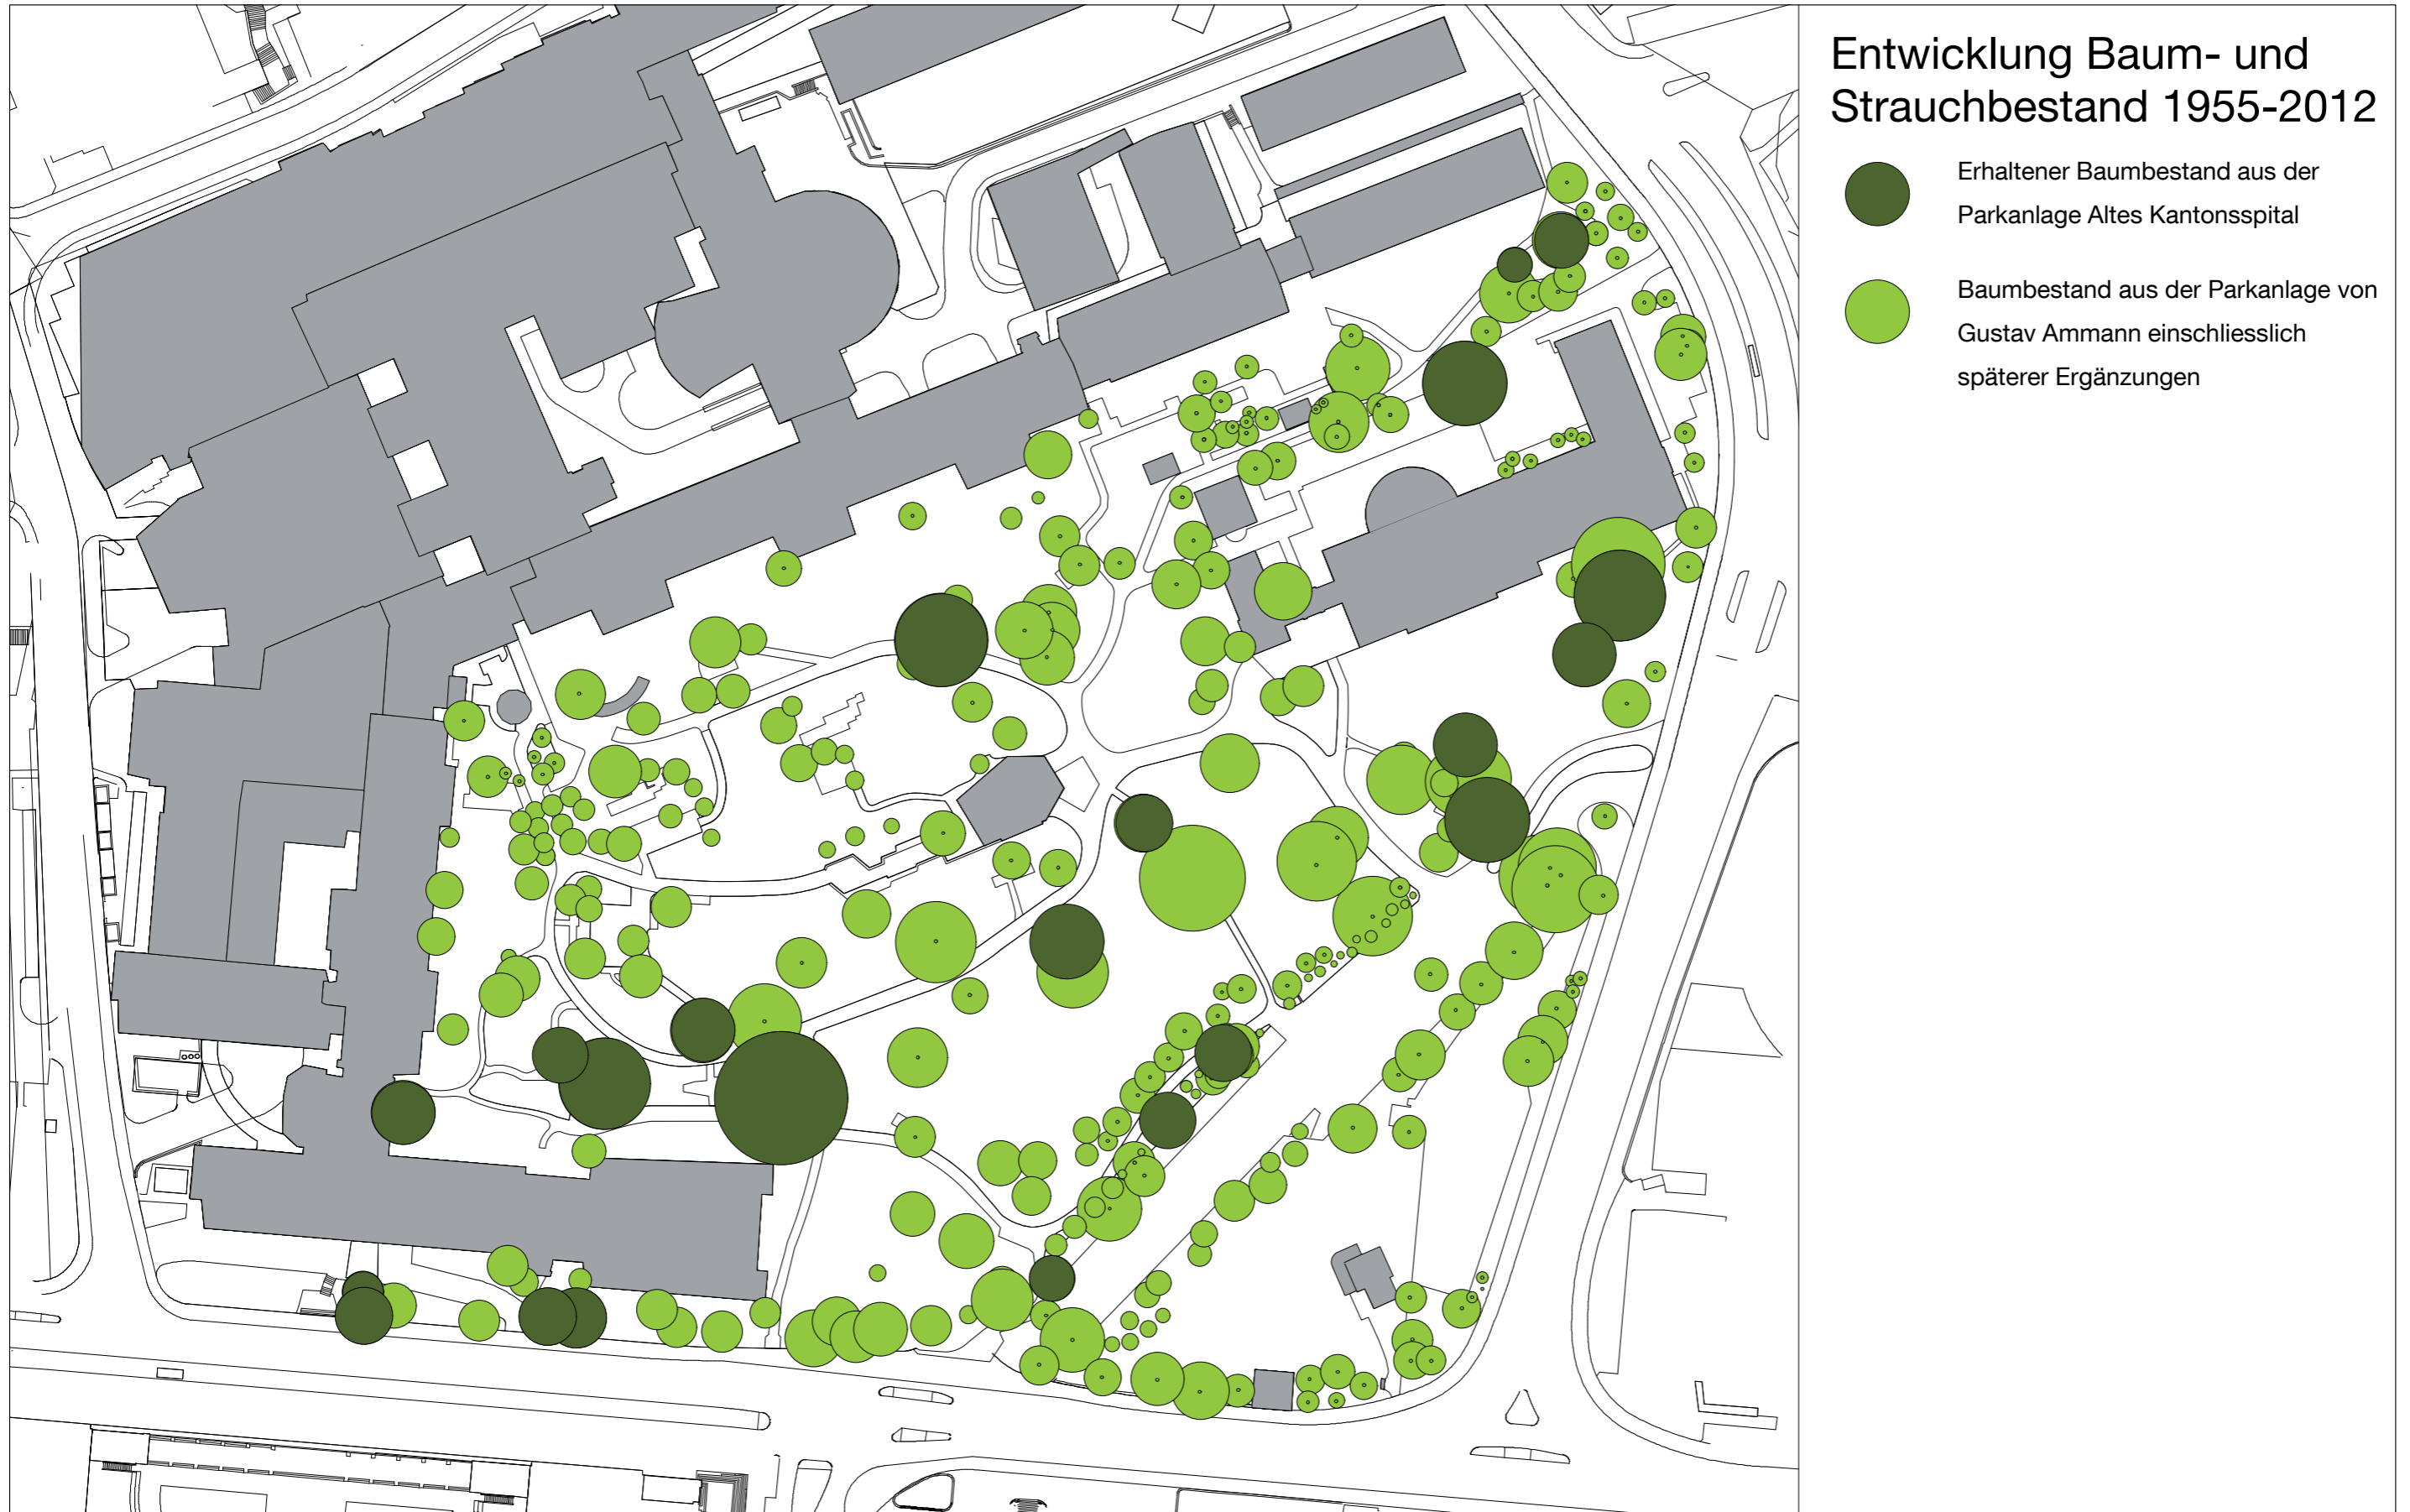 Entwicklung Baum- und
Strauchbestand 1955-2012
Erhaltener Baumbestand aus der
Parkanlage Altes Kantonsspital
Baumbestand aus der Parkanlage von
Gustav Ammann einschliesslich
späterer Ergänzungen